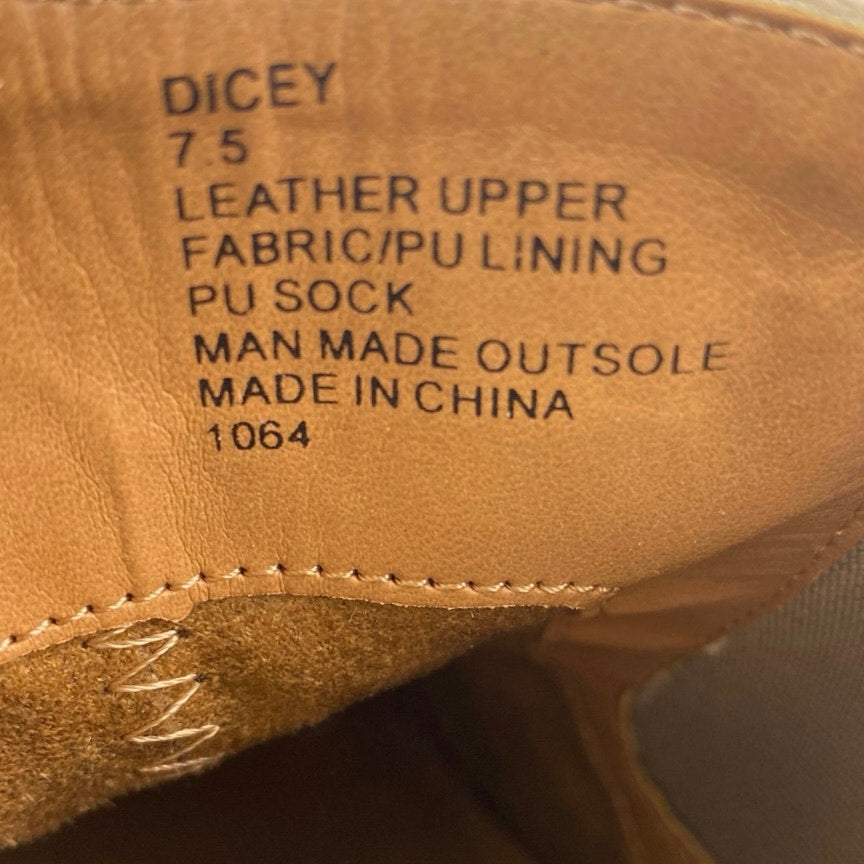 DICEY
7.5
LEATHER UPPER
FABRIC/PU LINING
PU SOCK
MAN MADE OUTSOLE
MADE IN CHINA
1064